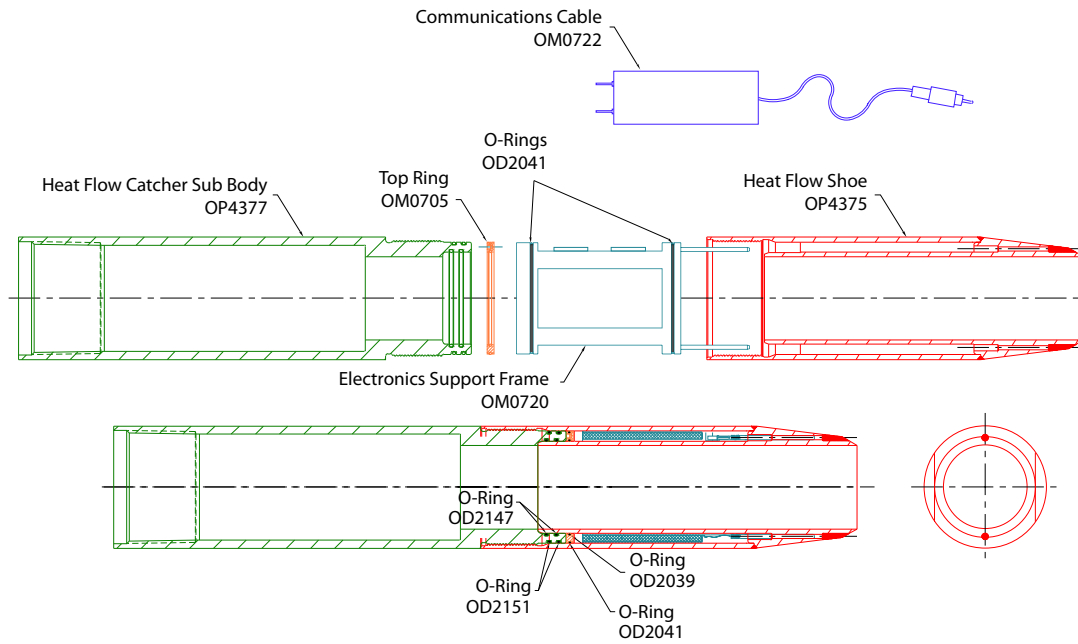 Communications Cable
OM0722
O-Rings
OD2041
Top Ring
OM0705
Heat Flow Catcher Sub Body
OP4377
Heat Flow Shoe
OP4375
Electronics Support Frame
OM0720
O-Ring
OD2147
O-Ring
OD2151
O-Ring
OD2039
O-Ring
OD2041